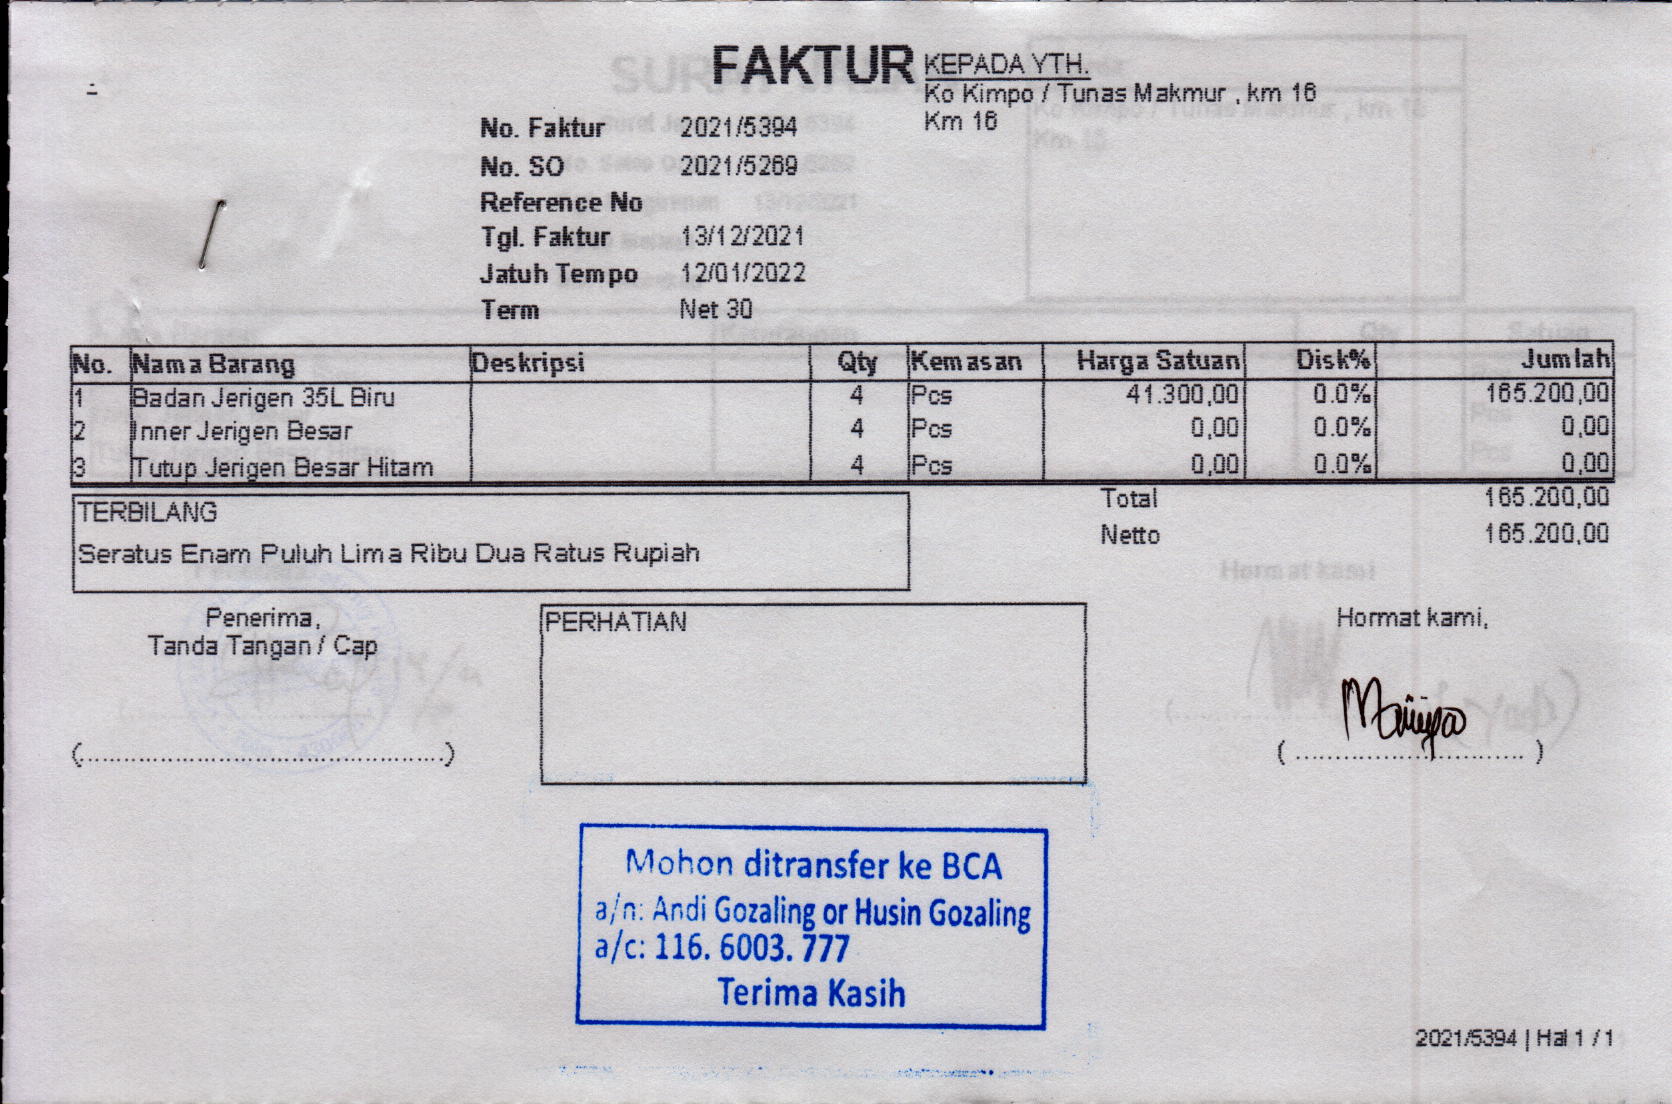 FAKTUR
KEPADA YTH.
Ko Kimpo / Tunas Makmur , km 16
Km 16
No. Faktur 2021/5394
No. SO 2021/5269
Reference No
Tgl. Faktur 13/12/2021
Jatuh Tempo 12/01/2022
Term Net 30
No. Nama Barang Deskripsi Qty Kemasan Harga Satuan Disk% Jumlah
1 Badan Jerigen 35L Biru 4 Pcs 41.300,00 0.0% 165.200,00
2 Inner Jerigen Besar 4 Pcs 0,00 0.0% 0,00
3 Tutup Jerigen Besar Hitam 4 Pcs 0,00 0.0% 0,00
Total 165.200,00
Netto 165.200,00
TERBILANG
Seratus Enam Puluh Lima Ribu Dua Ratus Rupiah
Penerima,
Tanda Tangan / Cap
(..............................................)
PERHATIAN
Hormat kami,
( ............................. )
Mohon ditransfer ke BCA
a/n: Andi Gozaling or Husin Gozaling
a/c: 116. 6003. 777
Terima Kasih
2021/5394 | Hal 1 / 1